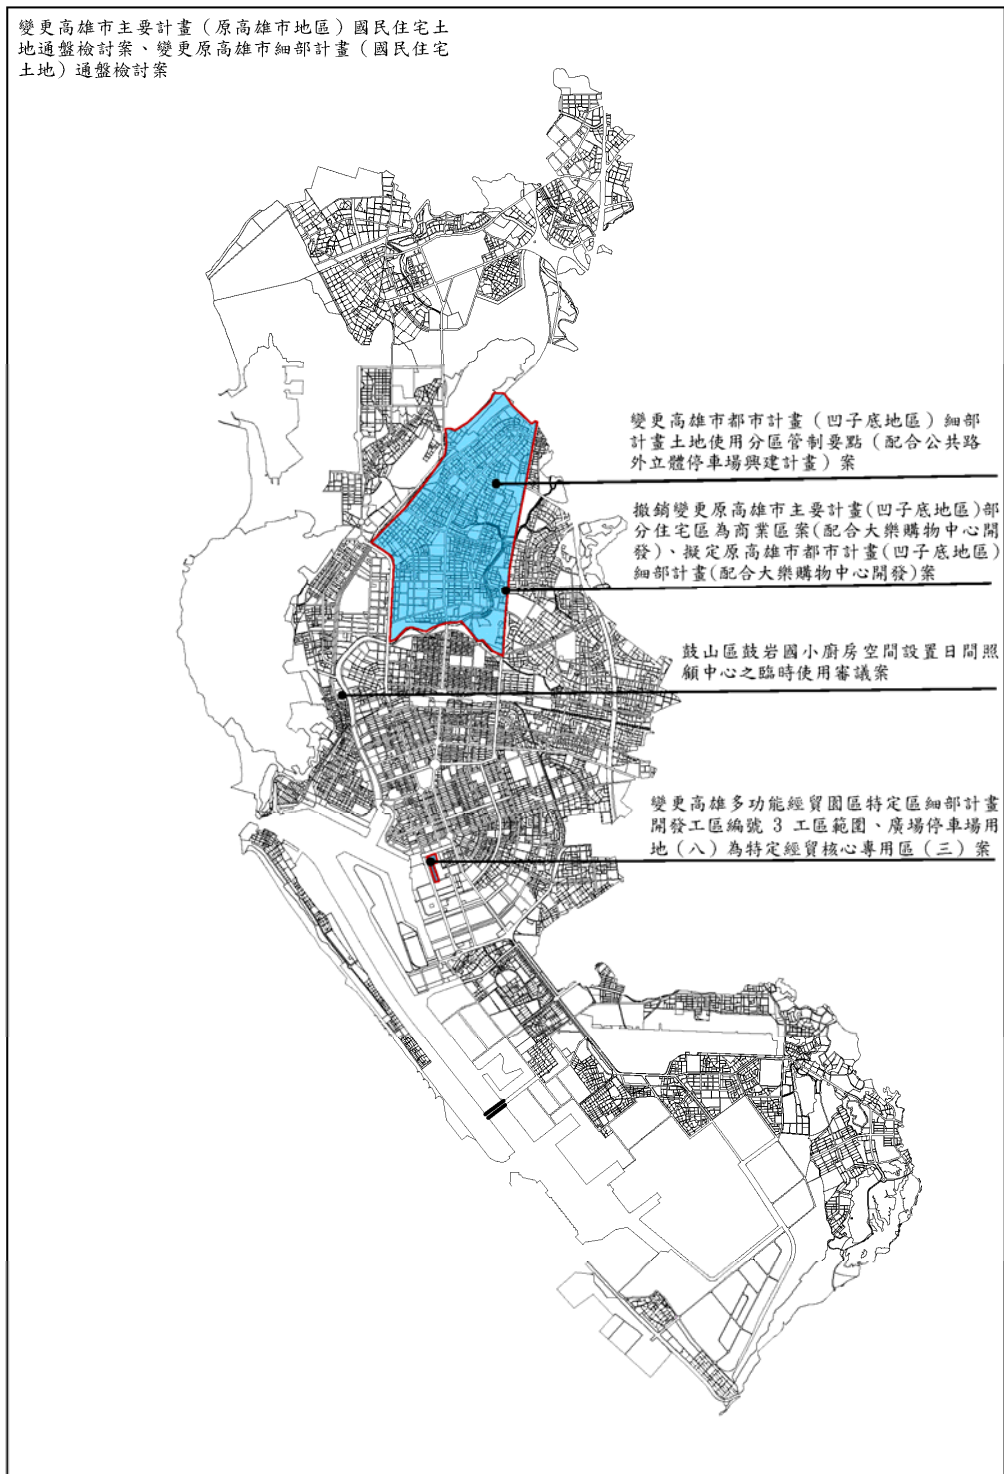 變更高雄市主要計畫（原高雄市地區）國民住宅土
地通盤檢討案、變更原高雄市細部計畫（國民住宅
土地）通盤檢討案
變更高雄市都市計畫（凹子底地區）細部
計畫土地使用分區管制要點（配合公共路
外立體停車場興建計畫）案
撤銷變更原高雄市主要計畫(凹子底地區)部
分住宅區為商業區案(配合大樂購物中心開
發)、擬定原高雄市都市計畫(凹子底地區)
細部計畫(配合大樂購物中心開發)案
鼓山區鼓岩國小廚房空間設置日間照
顧中心之臨時使用審議案
變更高雄多功能經貿園區特定區細部計畫
開發工區編號 3 工區範圍、廣場停車場用
地（八）為特定經貿核心專用區（三）案